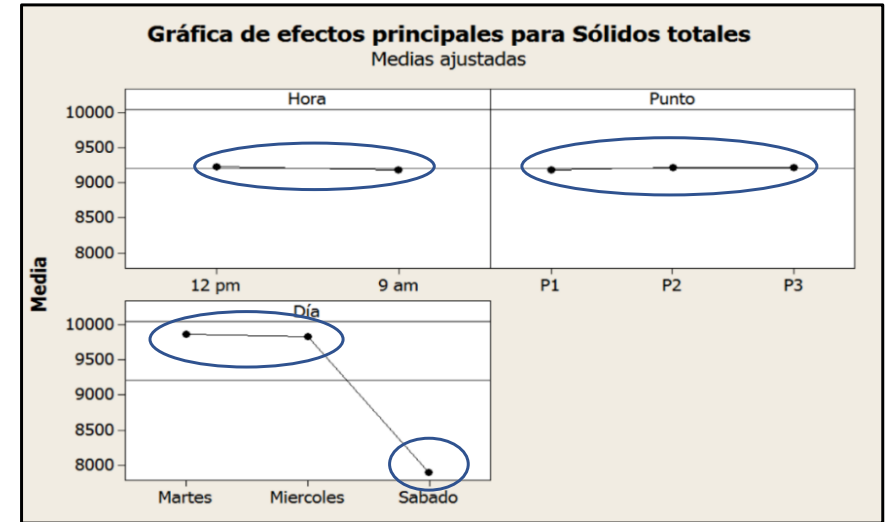 Gráfica de efectos principales para Sólidos totales
Medias ajustadas
Media
Hora
Punto
10000
9500
9000
8500
8000
12 pm
9 am
P1
P2
P3
Día
10000
9500
9000
8500
8000
Martes
Miercoles
Sabado